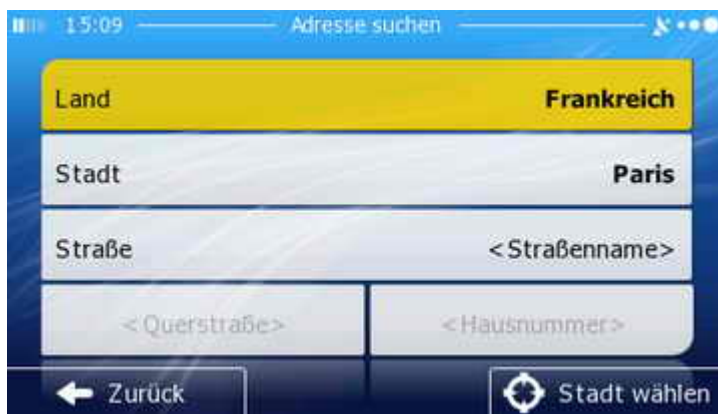 15:09 Adresse suchen
Land Frankreich
Stadt Paris
Straße <Straßenname>
<Querstraße> <Hausnummer>
Zurück Stadt wählen